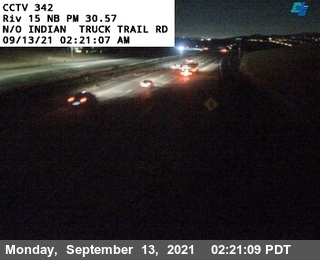 CCTV 342
Riv 15 NB PM 30.57
N/O INDIAN TRUCK TRAIL RD
09/13/21 02:21:07 AM
Monday, September 13, 2021 02:21:09 PDT